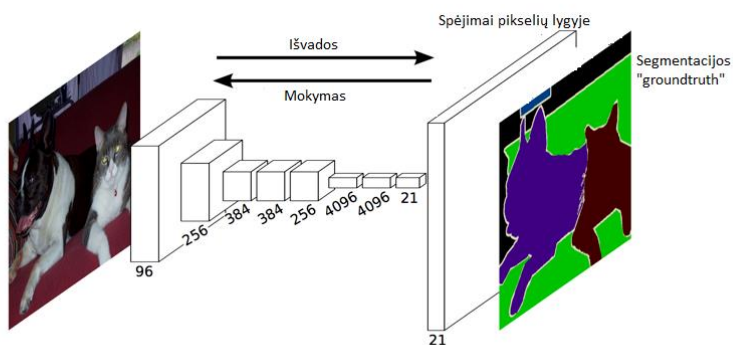 Spėjimai pikselių lygyje
Išvados
Mokymas
Segmentacijos
"groundtruth"
96
256
384
384
256
4096
4096
21
21